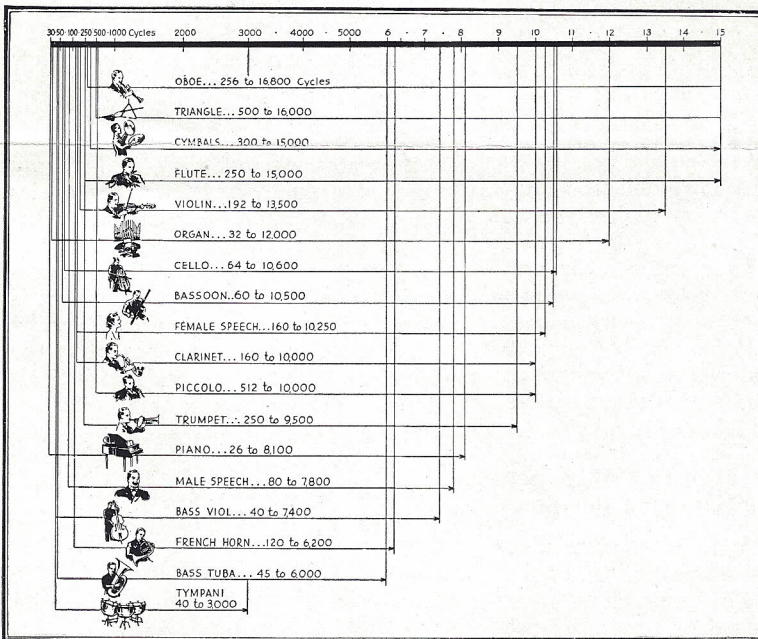 30 50 100 250 500 1000 Cycles 2000 3000 4000 5000 6 7 8 9 10 11 12 13 14 15
OBOE... 256 to 16,800 Cycles
TRIANGLE... 500 to 16,000
CYMBALS... 300 to 15,000
FLUTE... 250 to 15,000
VIOLIN...192 to 13,500
ORGAN... 32 to 12,000
CELLO... 64 to 10,600
BASSOON..60 to 10,500
FEMALE SPEECH...160 to 10,250
CLARINET... 160 to 10,000
PICCOLO... 512 to 10,000
TRUMPET... 250 to 9,500
PIANO... 26 to 8,100
MALE SPEECH... 80 to 7,800
BASS VIOL... 40 to 7,400
FRENCH HORN...120 to 6,200
BASS TUBA... 45 to 6,000
TYMPANI
40 to 3,000